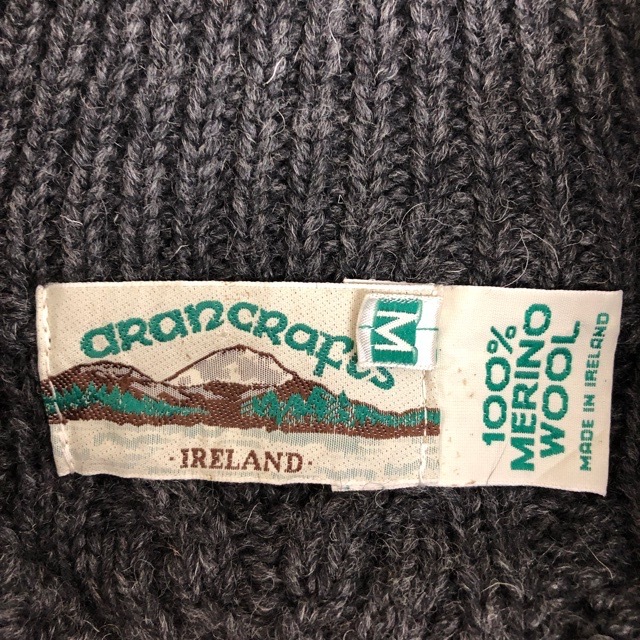 arancrafts
·IRELAND·
M
100%
MERINO
WOOL
MADE IN IRELAND